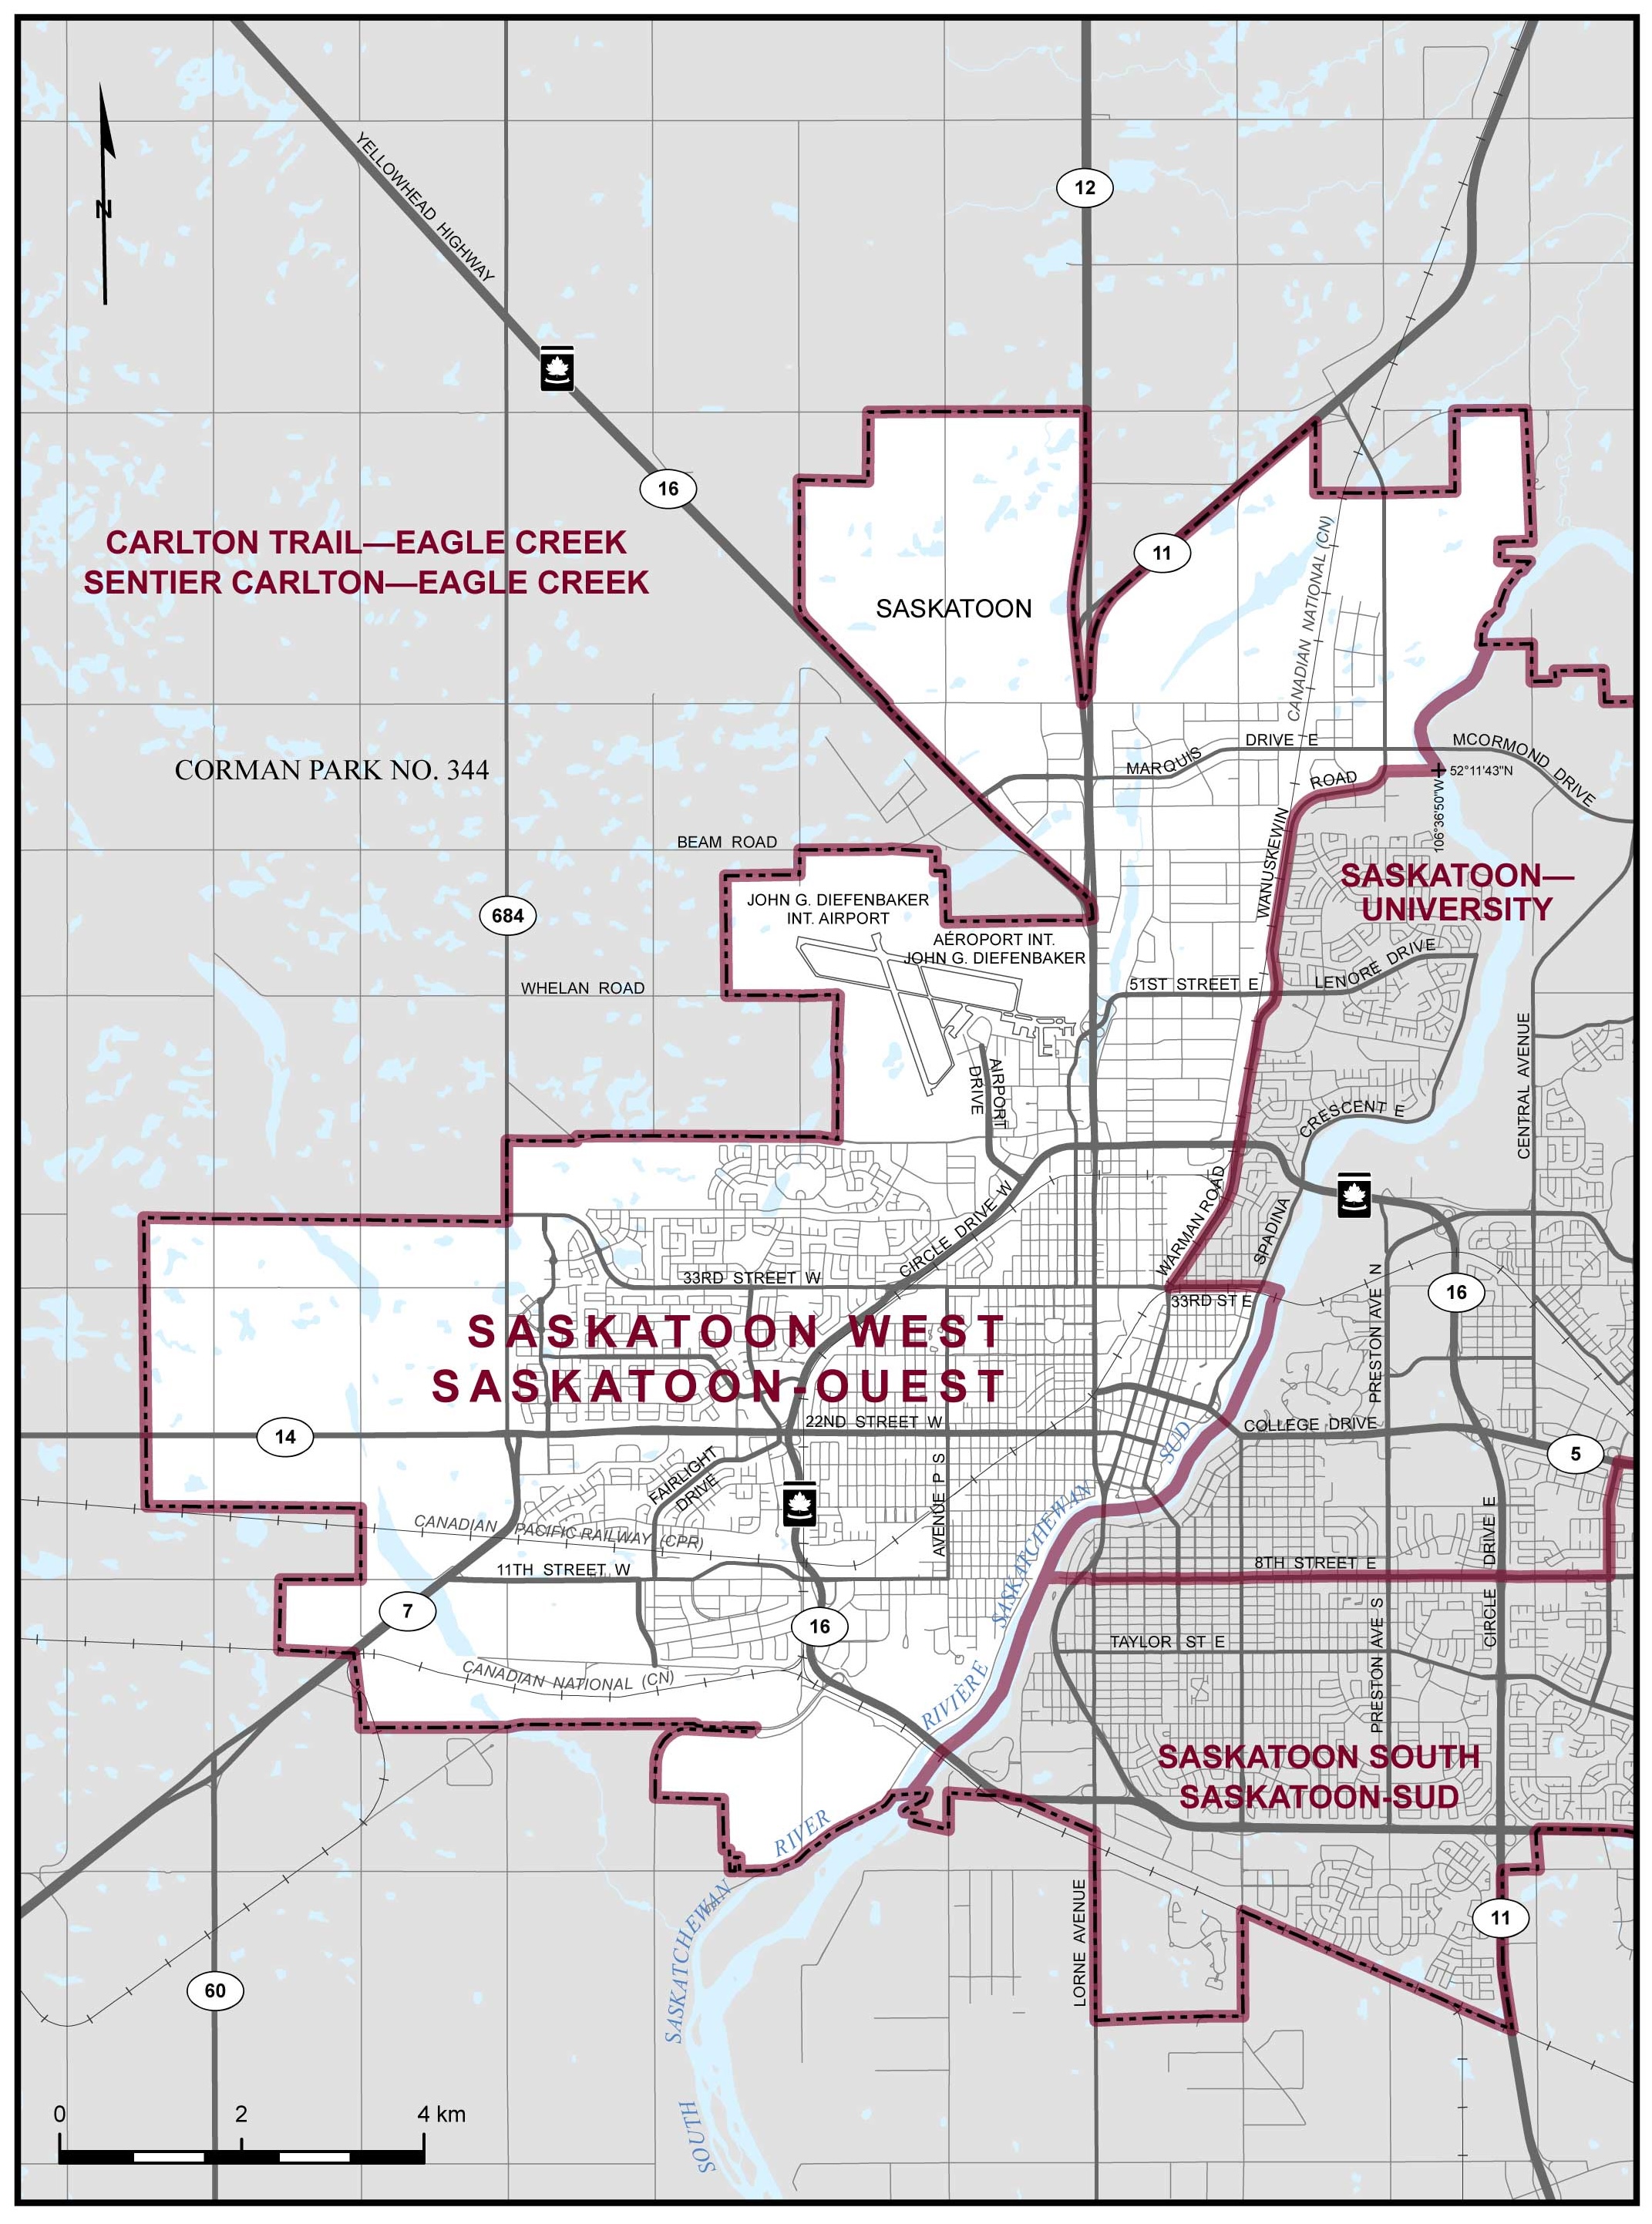 YELLOWHEAD HIGHWAY
12
N
16
11
CARLTON TRAIL—EAGLE CREEK
SENTIER CARLTON—EAGLE CREEK
SASKATOON
CANADIAN NATIONAL (CN)
CORMAN PARK NO. 344
MARQUIS
DRIVE E
MCORMOND DRIVE
52°11'43"N
106°36'50"W
ROAD
WANUSKEWIN
BEAM ROAD
SASKATOON—
UNIVERSITY
684
JOHN G. DIEFENBAKER
INT. AIRPORT
AÉROPORT INT.
JOHN G. DIEFENBAKER
WHELAN ROAD
51ST STREET E
LENORE DRIVE
CENTRAL AVENUE
AIRPORT
DRIVE
CRESCENT E
SPADINA
WARMAN ROAD
CIRCLE DRIVE W
33RD STREET W
33RD ST E
16
PRESTON AVE N
SASKATOON WEST
SASKATOON-OUEST
14
22ND STREET W
COLLEGE DRIVE
5
FAIRLIGHT
DRIVE
AVENUE P S
SUD
SASKATCHEWAN
RIVIÈRE
CANADIAN PACIFIC RAILWAY (CPR)
11TH STREET W
8TH STREET E
CIRCLE DRIVE E
7
16
TAYLOR ST E
PRESTON AVE S
CANADIAN NATIONAL (CN)
SASKATOON SOUTH
SASKATOON-SUD
RIVER
SASKATCHEWAN
SOUTH
LORNE AVENUE
11
60
0 2 4 km